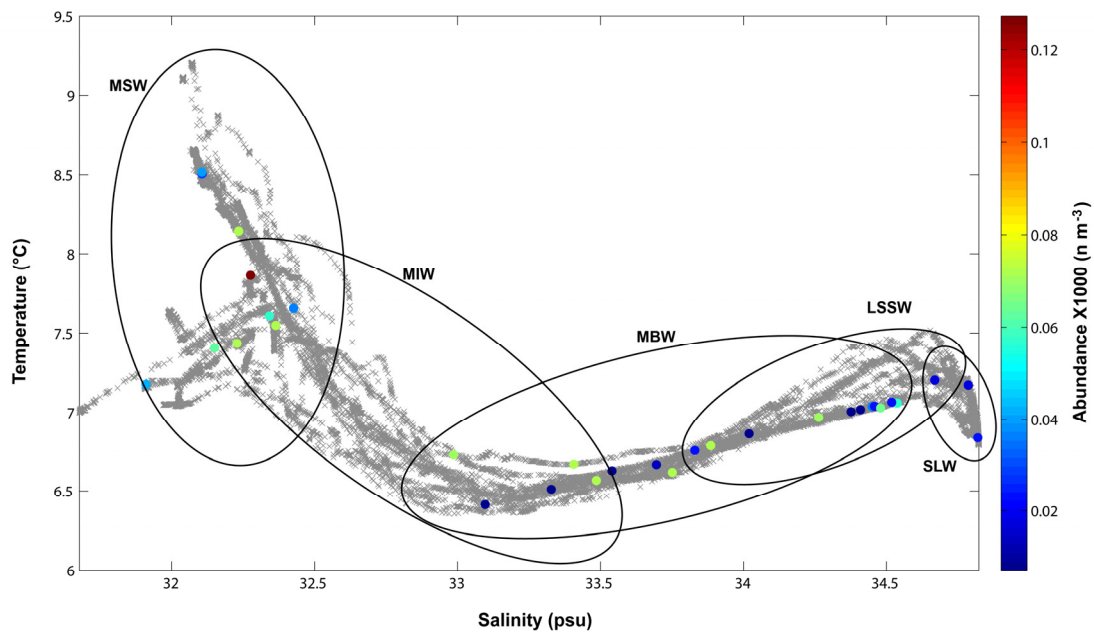 9.5
9
8.5
8
7.5
7
6.5
6
Temperature (°C)
32
32.5
33
33.5
34
34.5
Salinity (psu)
MSW
MIW
MBW
LSSW
SLW
0.12
0.1
0.08
0.06
0.04
0.02
Abundance X1000 (n m⁻³)